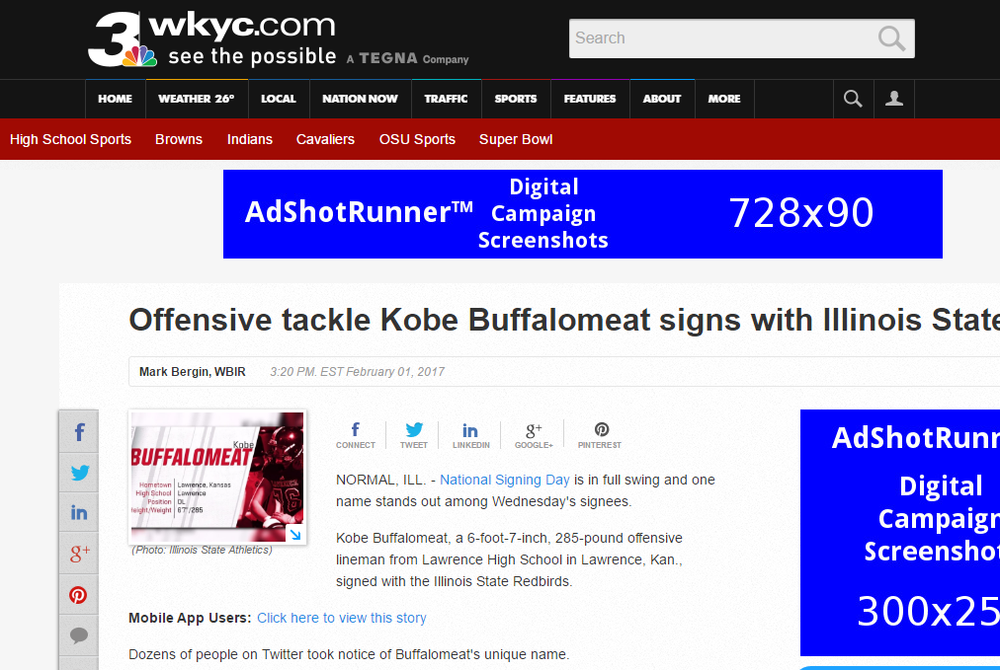 3 wkyc.com
see the possible A TEGNA Company
Search
HOME WEATHER 26° LOCAL NATION NOW TRAFFIC SPORTS FEATURES ABOUT MORE
High School Sports Browns Indians Cavaliers OSU Sports Super Bowl
AdShotRunner™ Digital Campaign Screenshots 728x90
Offensive tackle Kobe Buffalomeat signs with Illinois State
Mark Bergin, WBIR 3:20 PM. EST February 01, 2017
Kobe
BUFFALOMEAT
Hometown Lawrence, Kansas
High School Lawrence
Position OL
Height/Weight 6'7"/285
(Photo: Illinois State Athletics)
f CONNECT TWEET in LINKEDIN g+ GOOGLE+ PINTEREST
f
in
g+
NORMAL, ILL. - National Signing Day is in full swing and one
name stands out among Wednesday's signees.
Kobe Buffalomeat, a 6-foot-7-inch, 285-pound offensive
lineman from Lawrence High School in Lawrence, Kan.,
signed with the Illinois State Redbirds.
Mobile App Users: Click here to view this story
Dozens of people on Twitter took notice of Buffalomeat's unique name.
AdShotRunn
Digital
Campaign
Screenshot
300x25